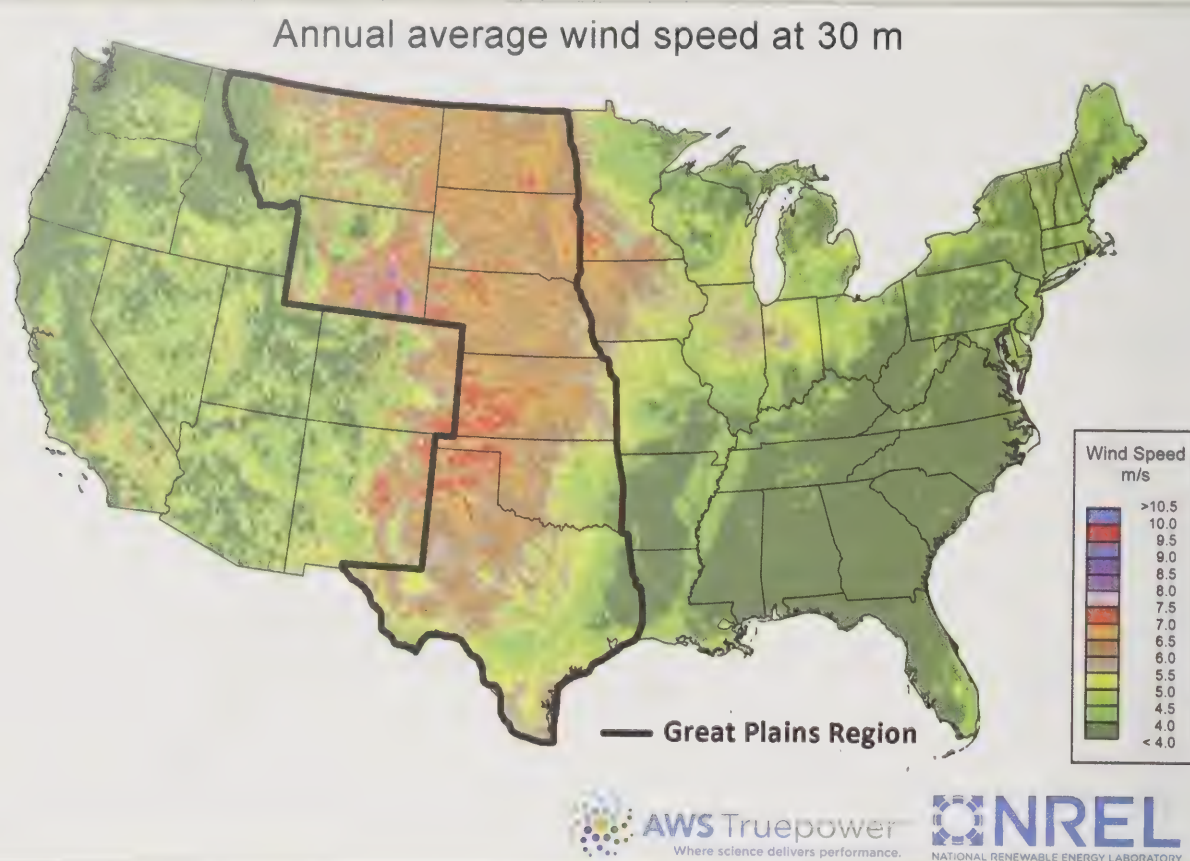 Annual average wind speed at 30 m
Wind Speed
m/s
>10.5
10.0
9.5
9.0
8.5
8.0
7.5
7.0
6.5
6.0
5.5
5.0
4.5
4.0
< 4.0
Great Plains Region
AWS Truepower
Where science delivers performance.
NREL
NATIONAL RENEWABLE ENERGY LABORATORY